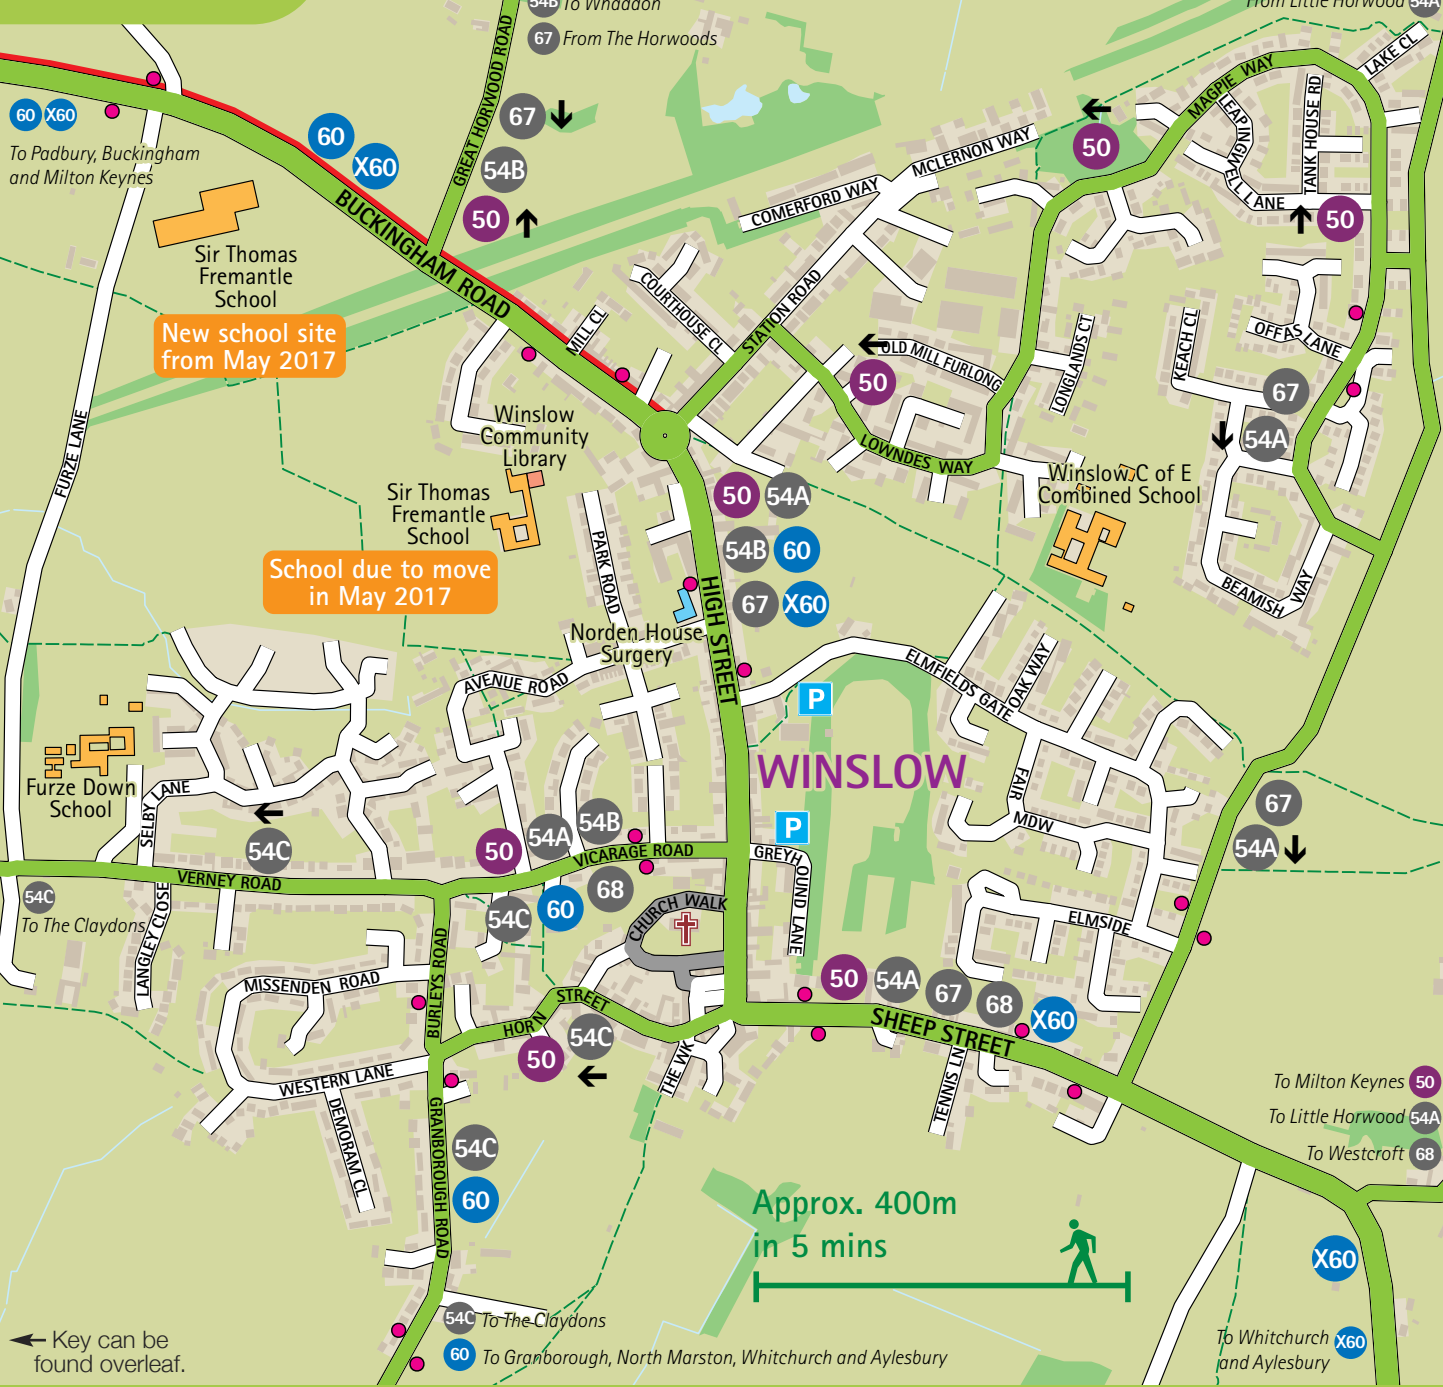 54B To Whaddon
67 From The Horwoods
From Little Horwood 54A
GREAT HORWOOD ROAD
67
54B
50
60 X60
To Padbury, Buckingham
and Milton Keynes
60
X60
BUCKINGHAM ROAD
Sir Thomas
Fremantle
School
New school site
from May 2017
FURZE LANE
MILL CL
COURTHOUSE CL
STATION ROAD
COMERFORD WAY
MCLERNON WAY
50
MAGPIE WAY
LAKE CL
LEAPINGWELL LANE
TANK HOUSE RD
50
OFFAS LANE
KEACH CL
LONGLANDS CT
OLD MILL FURLONG
50
LOWNDES WAY
67
54A
Winslow C of E
Combined School
BEAMISH WAY
Winslow
Community
Library
Sir Thomas
Fremantle
School
School due to move
in May 2017
PARK ROAD
50 54A
54B 60
67 X60
HIGH STREET
Norden House
Surgery
AVENUE ROAD
ELMFIELDS GATE
OAK WAY
P
WINSLOW
P
FAIR MDW
67
54A
Furze Down
School
SELBY LANE
54C
VERNEY ROAD
50 54A 54B
VICARAGE ROAD
68
54C 60
GREYHOUND LANE
CHURCH WALK
ELMSIDE
54C
To The Claydons
LANGLEY CLOSE
MISSENDEN ROAD
BURLEYS ROAD
HORN STREET
54C
50
THE WK
50 54A 67 68 X60
SHEEP STREET
TENNIS LN
WESTERN LANE
DEMORAM CL
GRANBOROUGH ROAD
54C
60
To Milton Keynes 50
To Little Horwood 54A
To Westcroft 68
Approx. 400m
in 5 mins
X60
To Whitchurch X60
and Aylesbury
54C To The Claydons
60 To Granborough, North Marston, Whitchurch and Aylesbury
Key can be
found overleaf.